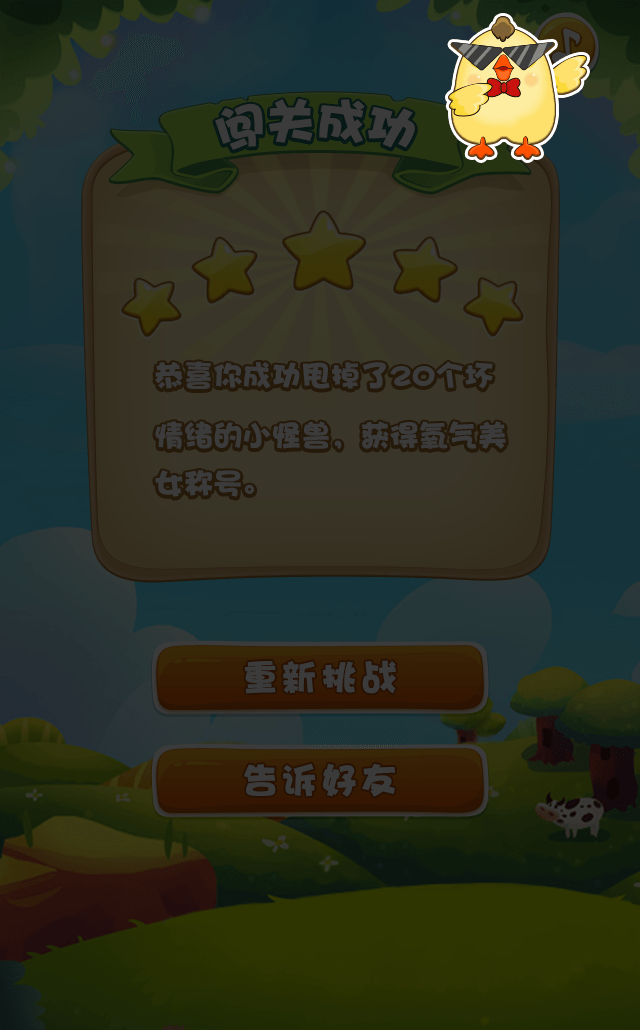 闯关成功
恭喜你成功甩掉了20个坏
情绪的小怪兽，获得氧气美
女称号。
重新挑战
告诉好友